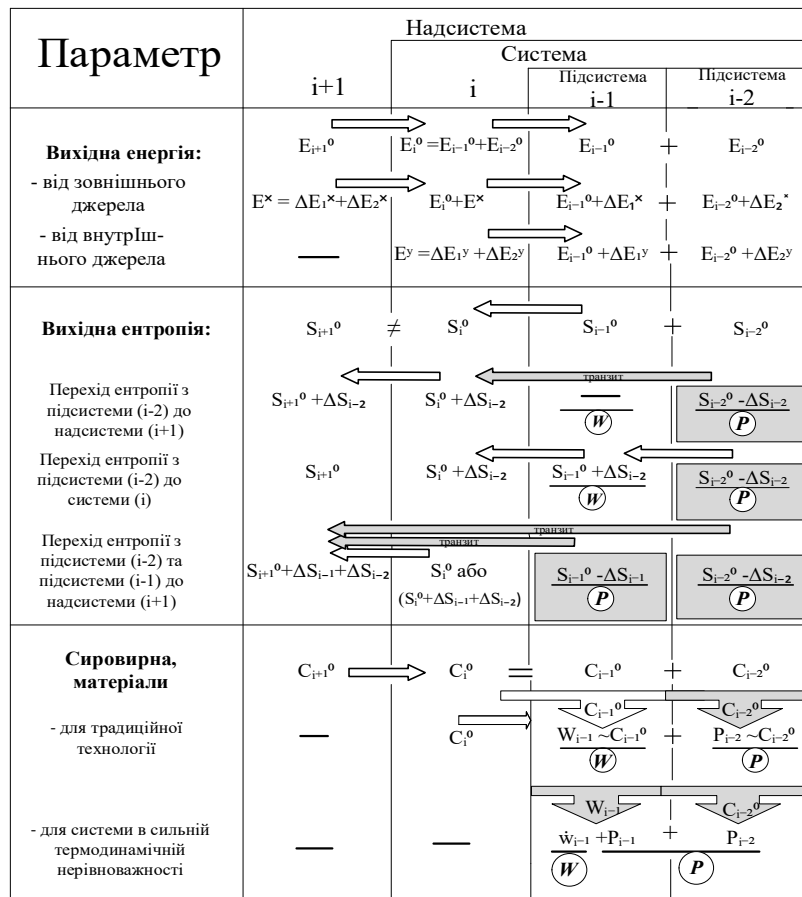 Параметр
Надсистема
Система
i+1
i
Підсистема
i-1
Підсистема
i-2
Вихідна енергія:
Eᵢ₊₁⁰ Eᵢ⁰ =Eᵢ₋₁⁰+Eᵢ₋₂⁰ Eᵢ₋₁⁰ + Eᵢ₋₂⁰
- від зовнішнього
джерела
Eˣ = ΔE₁ˣ+ΔE₂ˣ Eᵢ⁰+Eˣ Eᵢ₋₁⁰+ΔE₁ˣ + Eᵢ₋₂⁰+ΔE₂ˣ
- від внутрІш-
нього джерела
— Eʸ =ΔE₁ʸ +ΔE₂ʸ Eᵢ₋₁⁰ +ΔE₁ʸ + Eᵢ₋₂⁰ +ΔE₂ʸ
Вихідна ентропія:
Sᵢ₊₁⁰ ≠ Sᵢ⁰ Sᵢ₋₁⁰ + Sᵢ₋₂⁰
Перехід ентропії з
підсистеми (i-2) до
надсистеми (i+1)
транзит
Sᵢ₊₁⁰ +ΔSᵢ₋₂ Sᵢ⁰ +ΔSᵢ₋₂ — Sᵢ₋₂⁰ -ΔSᵢ₋₂
W P
Перехід ентропії з
підсистеми (i-2) до
системи (i)
Sᵢ₊₁⁰ Sᵢ⁰ +ΔSᵢ₋₂ Sᵢ₋₁⁰ +ΔSᵢ₋₂ Sᵢ₋₂⁰ -ΔSᵢ₋₂
W P
Перехід ентропії з
підсистеми (i-2) та
підсистеми (i-1) до
надсистеми (i+1)
транзит
транзит
Sᵢ₊₁⁰+ΔSᵢ₋₁+ΔSᵢ₋₂ Sᵢ⁰ або Sᵢ₋₁⁰ -ΔSᵢ₋₁ Sᵢ₋₂⁰ -ΔSᵢ₋₂
(Sᵢ⁰+ΔSᵢ₋₁+ΔSᵢ₋₂) P P
Сировирна,
матеріали
Cᵢ₊₁⁰ Cᵢ⁰ = Cᵢ₋₁⁰ + Cᵢ₋₂⁰
- для традиційної
технології
Cᵢ₋₁⁰ Cᵢ₋₂⁰
— Cᵢ⁰ Wᵢ₋₁ ~Cᵢ₋₁⁰ + Pᵢ₋₂ ~Cᵢ₋₂⁰
W P
- для системи в сильній
термодинамічній
нерівноважності
Wᵢ₋₁ Cᵢ₋₂⁰
— — ẇᵢ₋₁ +Pᵢ₋₁ + Pᵢ₋₂
W P